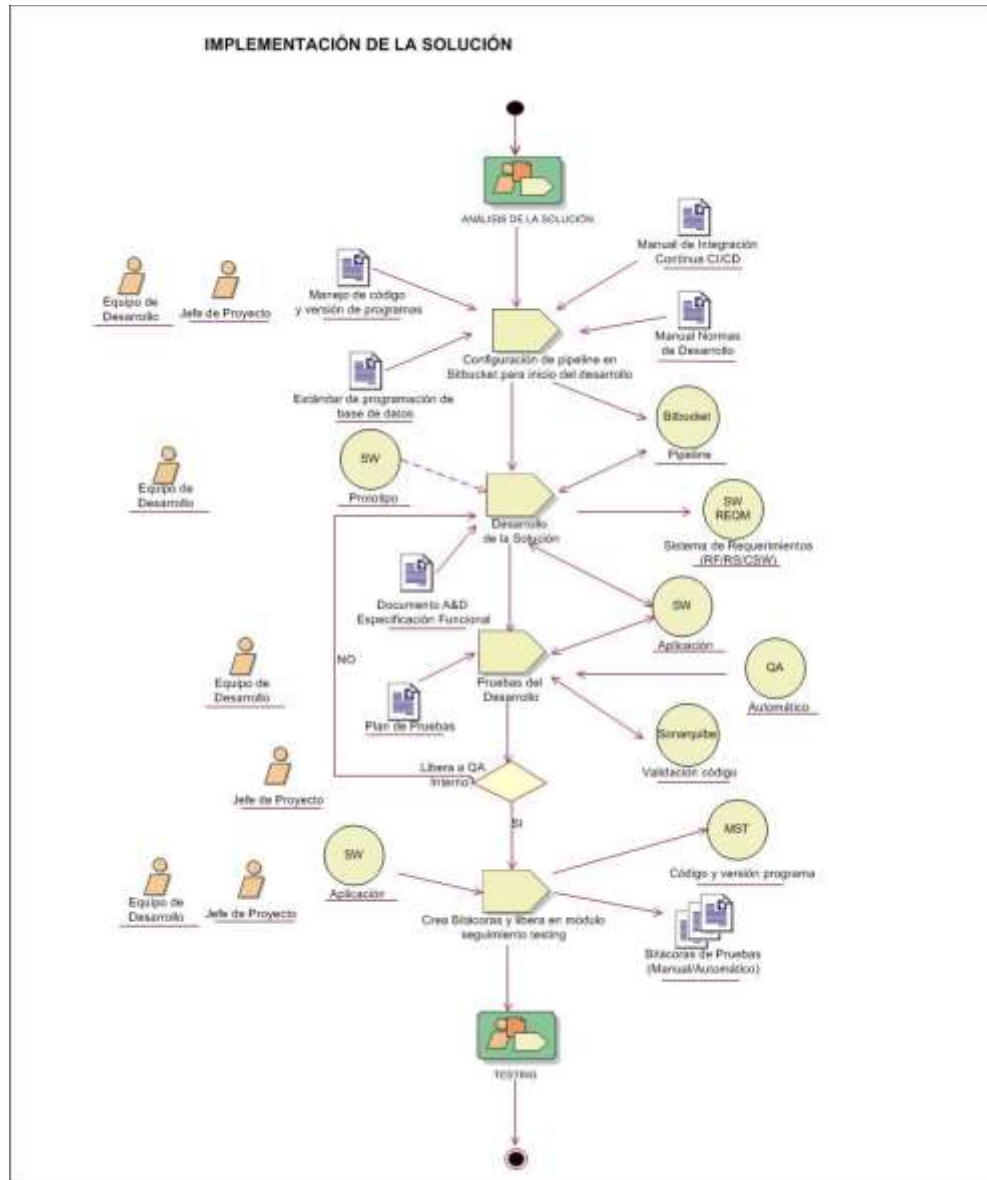 IMPLEMENTACIÓN DE LA SOLUCIÓN
ANÁLISIS DE LA SOLUCIÓN
Manual de Integración
Continua CI/CD
Equipo de
Desarrollo
Jefe de Proyecto
Manejo de código
y versión de programas
Manual Normas
de Desarrollo
Configuración de pipeline en
Bitbucket para inicio del desarrollo
Estándar de programación de
base de datos
Bitbucket
Pipeline
SW
Prototipo
Equipo de
Desarrollo
SW
REQM
Desarrollo
de la Solución
Sistema de Requerimientos
(RF/RS/CSW)
Documento A&D
Especificación Funcional
SW
Aplicación
NO
Equipo de
Desarrollo
Pruebas del
Desarrollo
QA
Automático
Plan de Pruebas
Sonarqube
Validación código
Libera a QA
Interno
Jefe de Proyecto
SI
MST
Código y versión programa
SW
Aplicación
Equipo de
Desarrollo
Jefe de Proyecto
Crea Bitácoras y libera en módulo
seguimiento testing
Bitácoras de Pruebas
(Manual/Automático)
TESTING